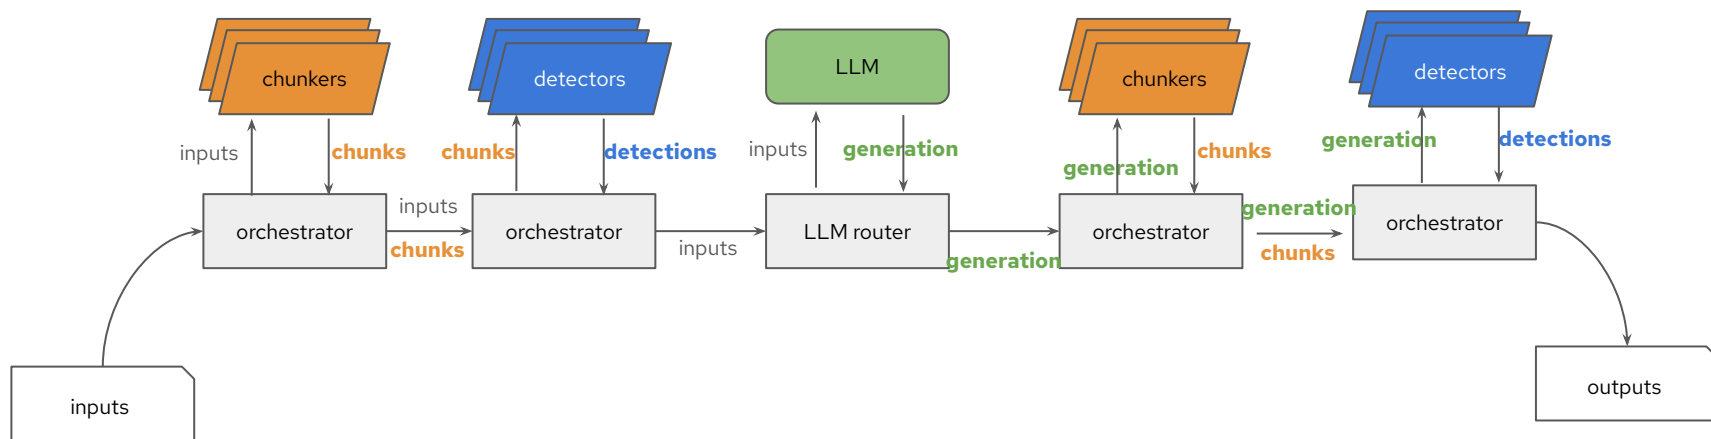 chunkers
detectors
LLM
chunkers
detectors
inputs
chunks
chunks
detections
inputs
generation
generation
chunks
generation
detections
orchestrator
inputs
chunks
orchestrator
inputs
LLM router
generation
orchestrator
generation
chunks
orchestrator
inputs
outputs